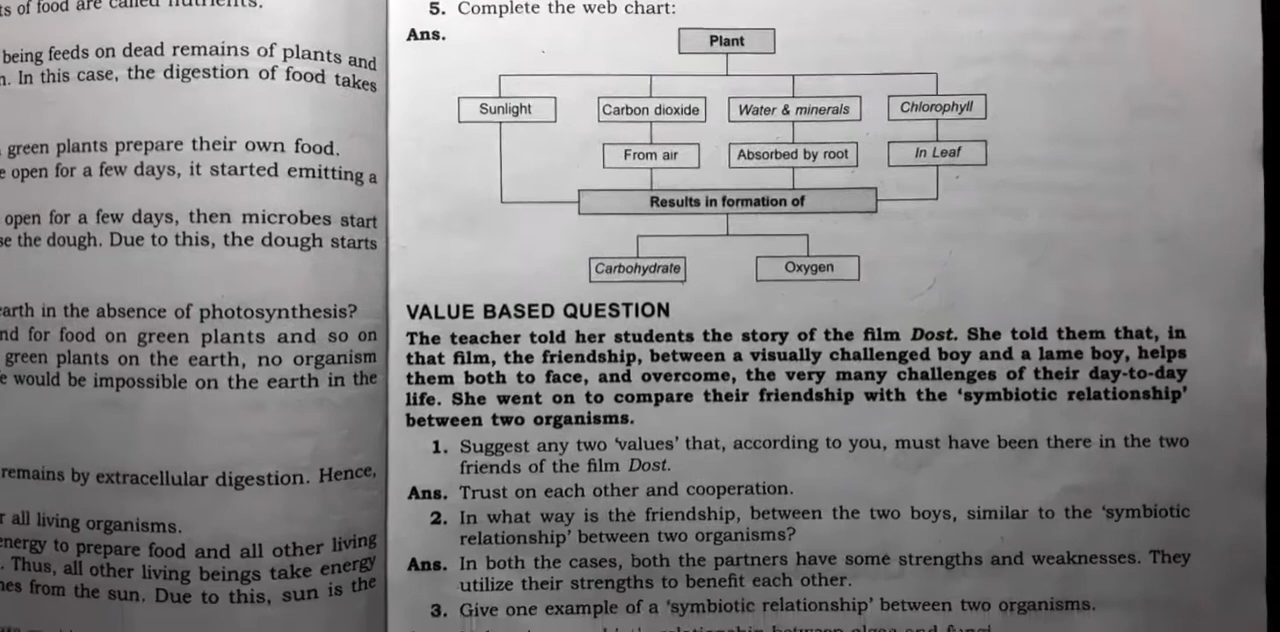 ts of food are called nutrients.
being feeds on dead remains of plants and
n. In this case, the digestion of food takes
green plants prepare their own food.
e open for a few days, it started emitting a
open for a few days, then microbes start
se the dough. Due to this, the dough starts
earth in the absence of photosynthesis?
nd for food on green plants and so on
green plants on the earth, no organism
e would be impossible on the earth in the
remains by extracellular digestion. Hence,
r all living organisms.
energy to prepare food and all other living
. Thus, all other living beings take energy
nes from the sun. Due to this, sun is the
5. Complete the web chart:
Ans.
Plant
Sunlight
Carbon dioxide
Water & minerals
Chlorophyll
From air
Absorbed by root
In Leaf
Results in formation of
Carbohydrate
Oxygen
VALUE BASED QUESTION
The teacher told her students the story of the film Dost. She told them that, in
that film, the friendship, between a visually challenged boy and a lame boy, helps
them both to face, and overcome, the very many challenges of their day-to-day
life. She went on to compare their friendship with the ‘symbiotic relationship’
between two organisms.
1. Suggest any two ‘values’ that, according to you, must have been there in the two
friends of the film Dost.
Ans. Trust on each other and cooperation.
2. In what way is the friendship, between the two boys, similar to the ‘symbiotic
relationship’ between two organisms?
Ans. In both the cases, both the partners have some strengths and weaknesses. They
utilize their strengths to benefit each other.
3. Give one example of a ‘symbiotic relationship’ between two organisms.
relationship between algae and fungi